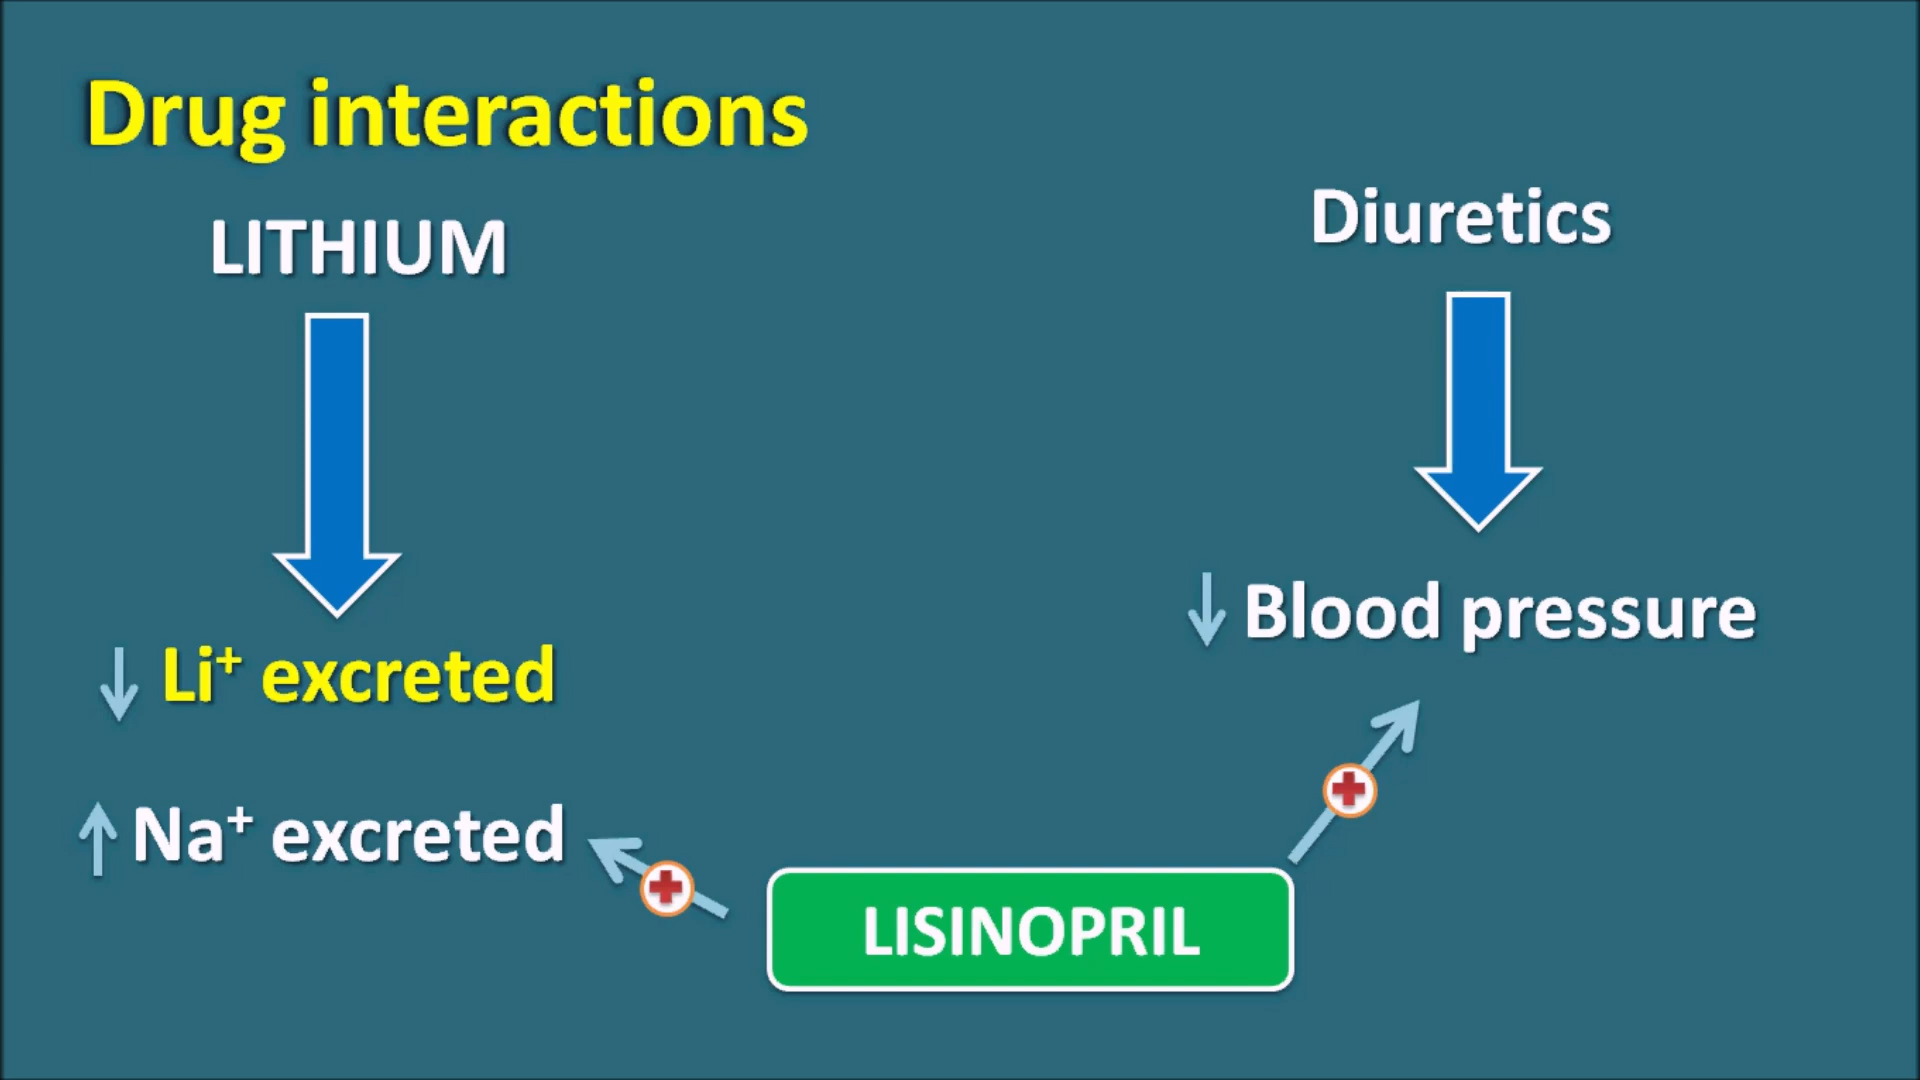 Drug interactions
LITHIUM
Diuretics
Li⁺ excreted
Blood pressure
Na⁺ excreted
LISINOPRIL